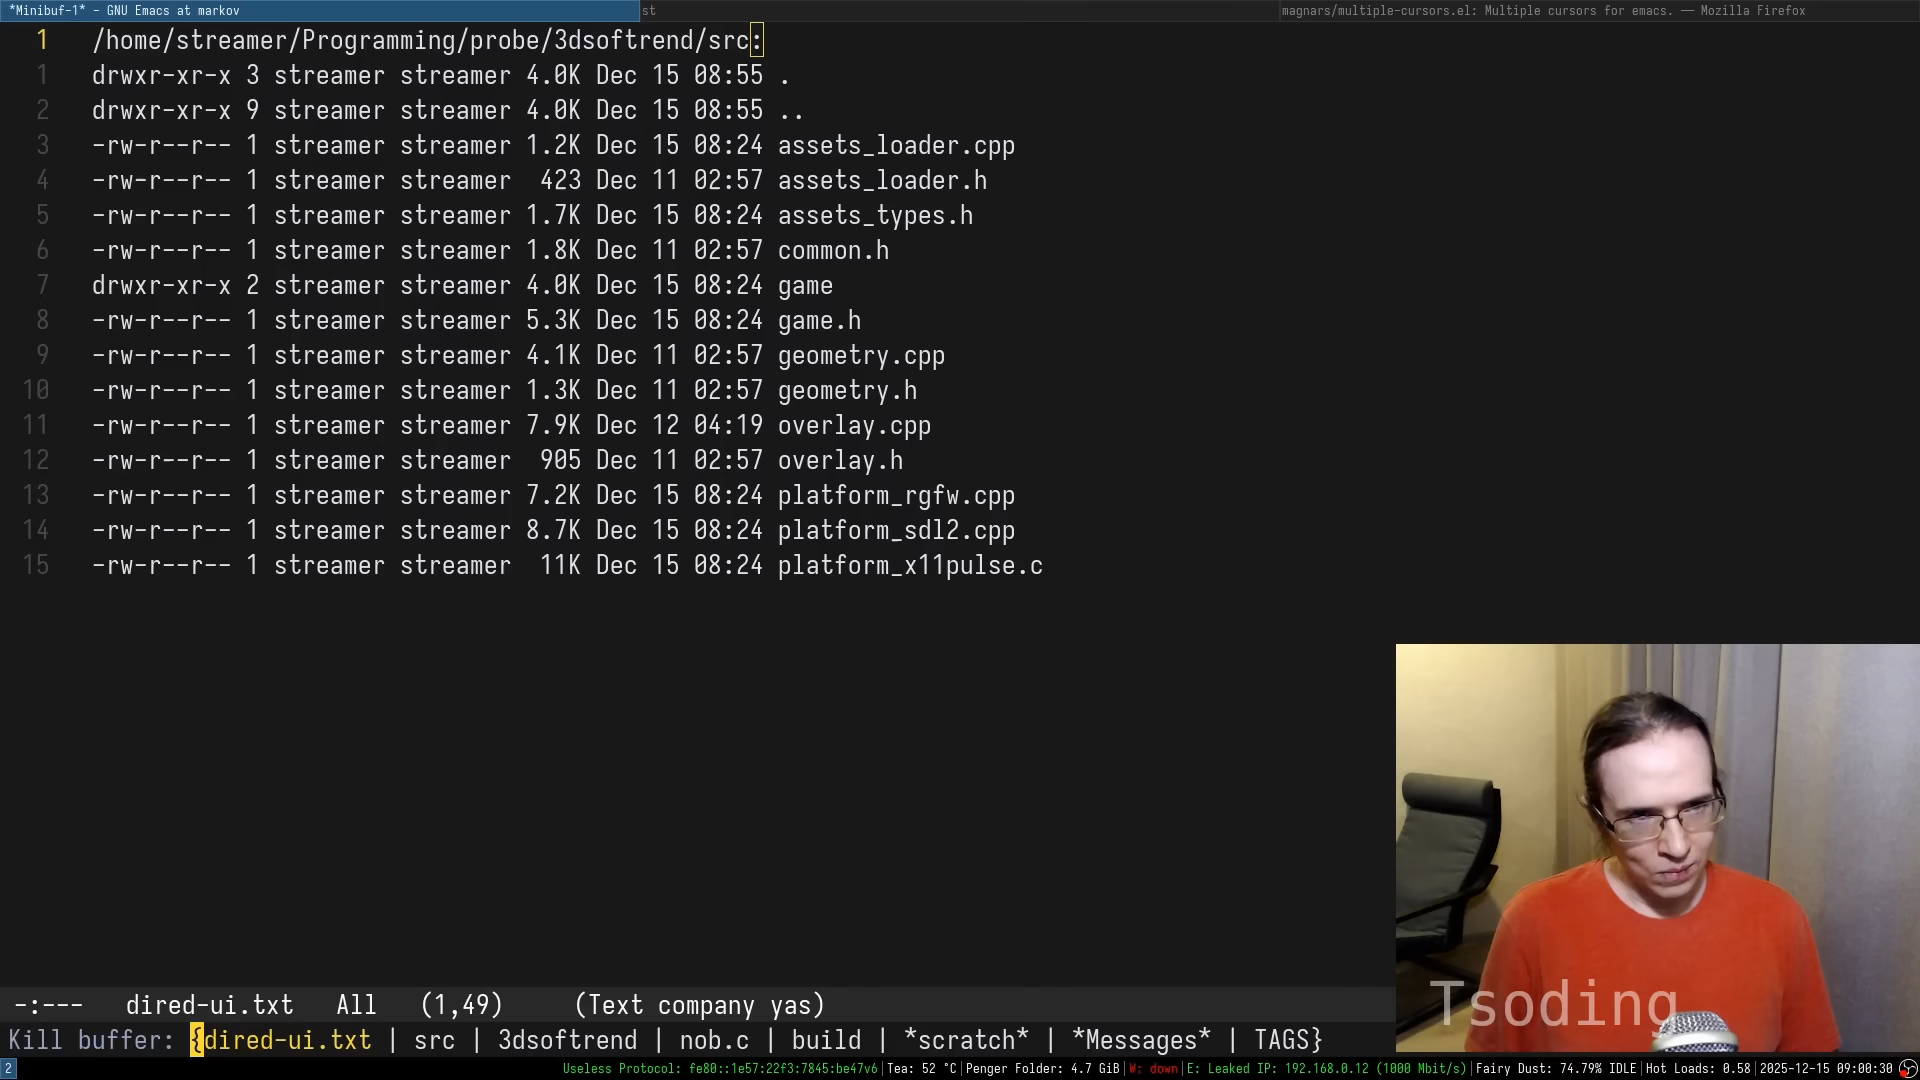 *Minibuf-1* - GNU Emacs at markov
st
magnars/multiple-cursors.el: Multiple cursors for emacs. — Mozilla Firefox
1 /home/streamer/Programming/probe/3dsoftrend/src:
1 drwxr-xr-x 3 streamer streamer 4.0K Dec 15 08:55 .
2 drwxr-xr-x 9 streamer streamer 4.0K Dec 15 08:55 ..
3 -rw-r--r-- 1 streamer streamer 1.2K Dec 15 08:24 assets_loader.cpp
4 -rw-r--r-- 1 streamer streamer  423 Dec 11 02:57 assets_loader.h
5 -rw-r--r-- 1 streamer streamer 1.7K Dec 15 08:24 assets_types.h
6 -rw-r--r-- 1 streamer streamer 1.8K Dec 11 02:57 common.h
7 drwxr-xr-x 2 streamer streamer 4.0K Dec 15 08:24 game
8 -rw-r--r-- 1 streamer streamer 5.3K Dec 15 08:24 game.h
9 -rw-r--r-- 1 streamer streamer 4.1K Dec 11 02:57 geometry.cpp
10 -rw-r--r-- 1 streamer streamer 1.3K Dec 11 02:57 geometry.h
11 -rw-r--r-- 1 streamer streamer 7.9K Dec 12 04:19 overlay.cpp
12 -rw-r--r-- 1 streamer streamer  905 Dec 11 02:57 overlay.h
13 -rw-r--r-- 1 streamer streamer 7.2K Dec 15 08:24 platform_rgfw.cpp
14 -rw-r--r-- 1 streamer streamer 8.7K Dec 15 08:24 platform_sdl2.cpp
15 -rw-r--r-- 1 streamer streamer  11K Dec 15 08:24 platform_x11pulse.c
Tsoding
-:--- dired-ui.txt All (1,49) (Text company yas)
Kill buffer: {dired-ui.txt | src | 3dsoftrend | nob.c | build | *scratch* | *Messages* | TAGS}
2 Useless Protocol: fe80::1e57:22f3:7845:be47v6|Tea: 52 °C|Penger Folder: 4.7 GiB|W: down|E: Leaked IP: 192.168.0.12 (1000 Mbit/s)|Fairy Dust: 74.79% IDLE|Hot Loads: 0.58|2025-12-15 09:00:30